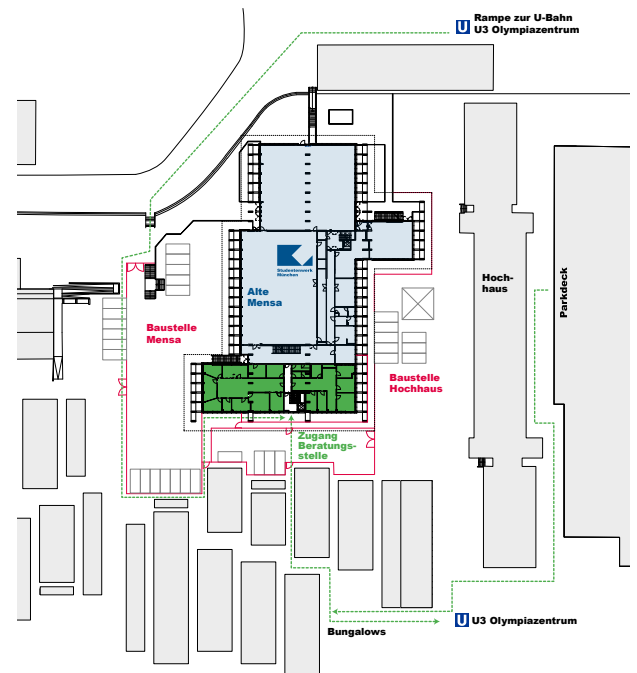 U Rampe zur U-Bahn
U3 Olympiazentrum
Studentenwerk
München
Alte
Mensa
Hoch-
haus
Parkdeck
Baustelle
Mensa
Baustelle
Hochhaus
Zugang
Beratungs-
stelle
U U3 Olympiazentrum
Bungalows